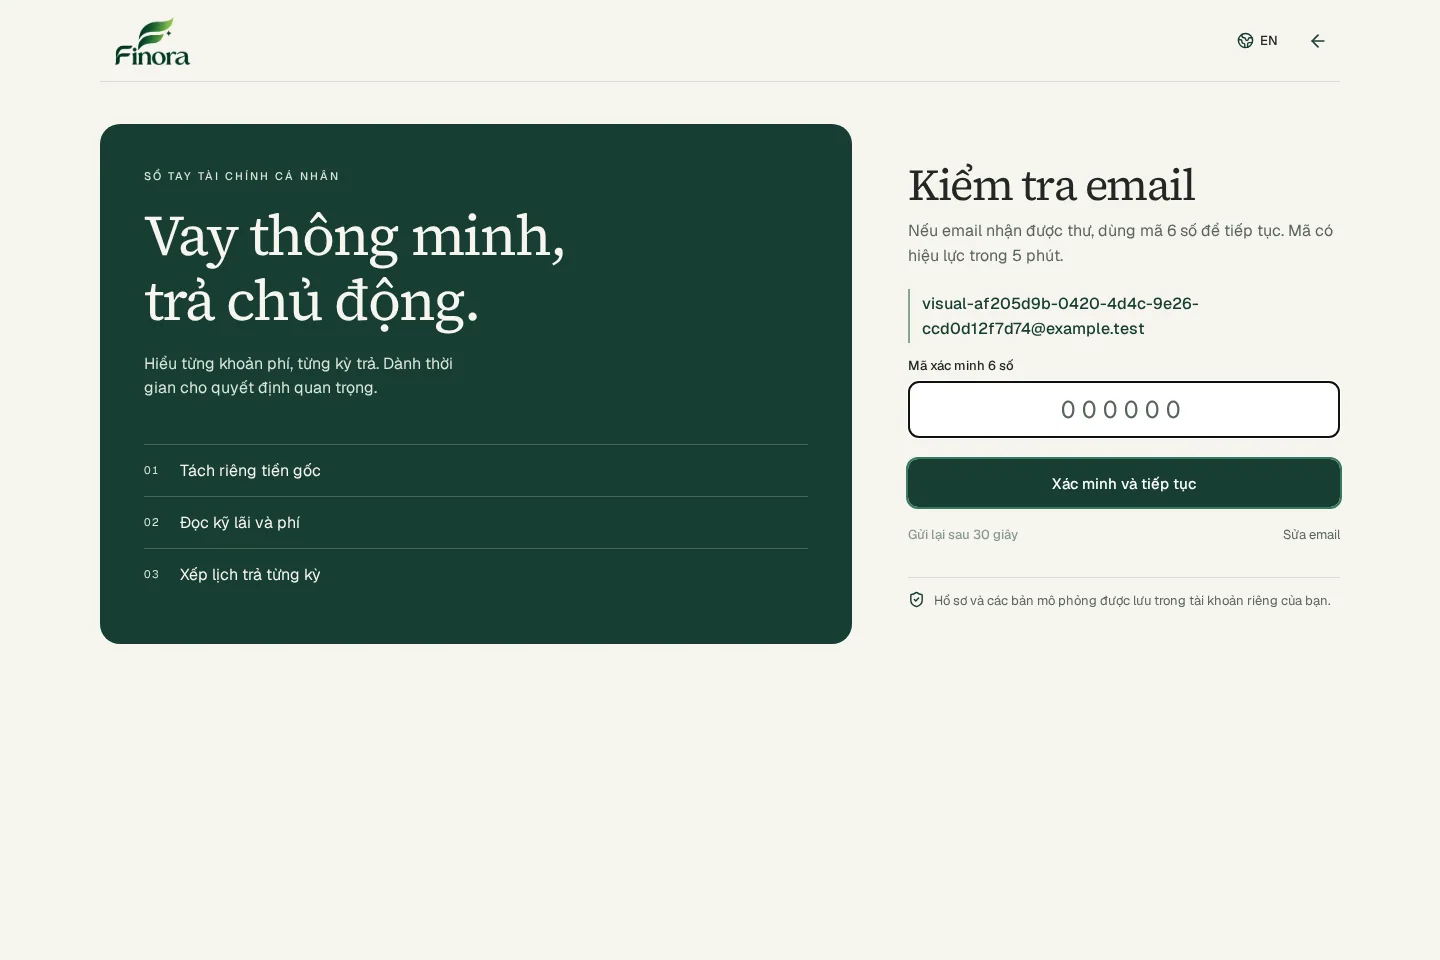 Finora
EN
SỔ TAY TÀI CHÍNH CÁ NHÂN
Vay thông minh,
trả chủ động.
Hiểu từng khoản phí, từng kỳ trả. Dành thời
gian cho quyết định quan trọng.
01 Tách riêng tiền gốc
02 Đọc kỹ lãi và phí
03 Xếp lịch trả từng kỳ
Kiểm tra email
Nếu email nhận được thư, dùng mã 6 số để tiếp tục. Mã có
hiệu lực trong 5 phút.
visual-af205d9b-0420-4d4c-9e26-
ccd0d12f7d74@example.test
Mã xác minh 6 số
000000
Xác minh và tiếp tục
Gửi lại sau 30 giây
Sửa email
Hồ sơ và các bản mô phỏng được lưu trong tài khoản riêng của bạn.